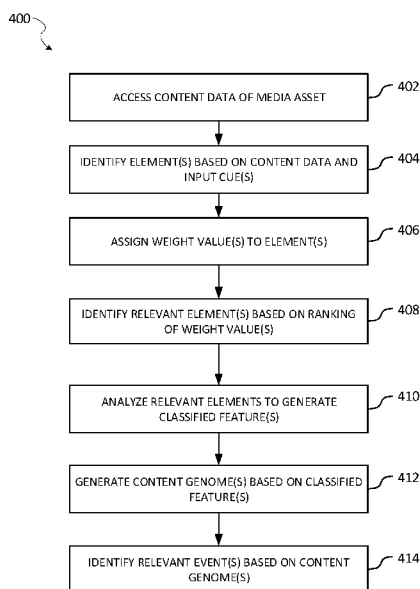 400
ACCESS CONTENT DATA OF MEDIA ASSET
402
IDENTIFY ELEMENT(S) BASED ON CONTENT DATA AND
INPUT CUE(S)
404
ASSIGN WEIGHT VALUE(S) TO ELEMENT(S)
406
IDENTIFY RELEVANT ELEMENT(S) BASED ON RANKING
OF WEIGHT VALUE(S)
408
ANALYZE RELEVANT ELEMENTS TO GENERATE
CLASSIFIED FEATURE(S)
410
GENERATE CONTENT GENOME(S) BASED ON CLASSIFIED
FEATURE(S)
412
IDENTIFY RELEVANT EVENT(S) BASED ON CONTENT
GENOME(S)
414